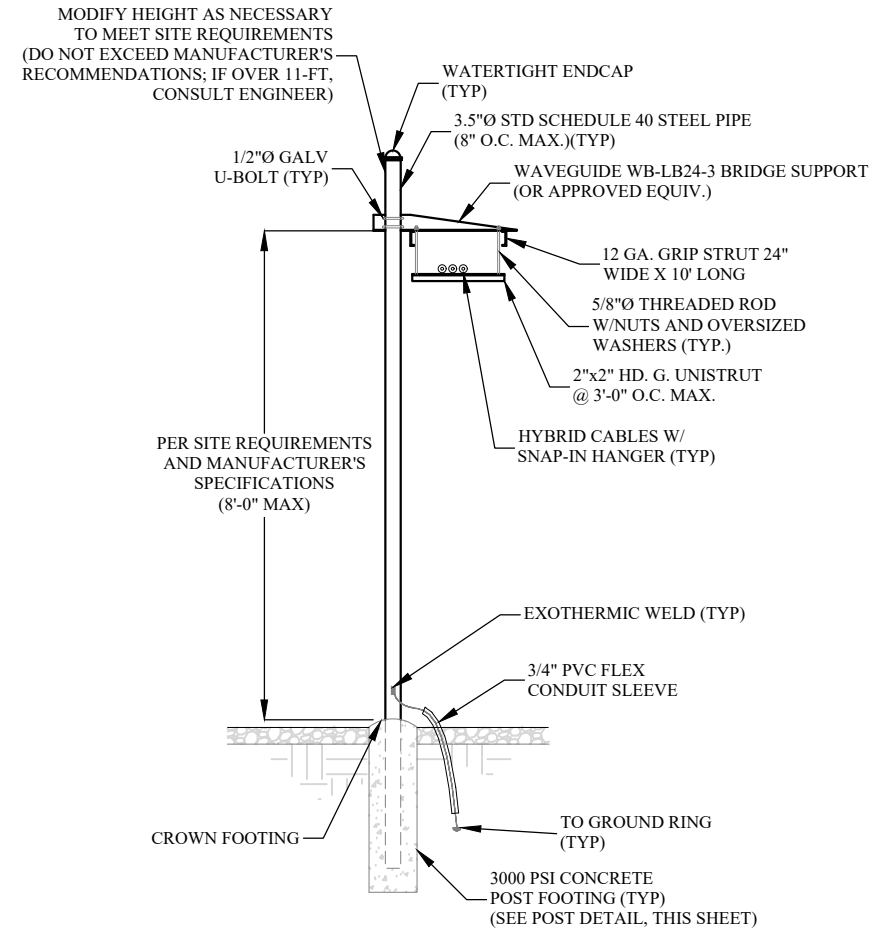 MODIFY HEIGHT AS NECESSARY
TO MEET SITE REQUIREMENTS
(DO NOT EXCEED MANUFACTURER'S
RECOMMENDATIONS; IF OVER 11-FT,
CONSULT ENGINEER)
WATERTIGHT ENDCAP
(TYP)
3.5"Ø STD SCHEDULE 40 STEEL PIPE
(8" O.C. MAX.)(TYP)
1/2"Ø GALV
U-BOLT (TYP)
WAVEGUIDE WB-LB24-3 BRIDGE SUPPORT
(OR APPROVED EQUIV.)
12 GA. GRIP STRUT 24"
WIDE X 10' LONG
5/8"Ø THREADED ROD
W/NUTS AND OVERSIZED
WASHERS (TYP.)
2"x2" HD. G. UNISTRUT
@ 3'-0" O.C. MAX.
HYBRID CABLES W/
SNAP-IN HANGER (TYP)
PER SITE REQUIREMENTS
AND MANUFACTURER'S
SPECIFICATIONS
(8'-0" MAX)
EXOTHERMIC WELD (TYP)
3/4" PVC FLEX
CONDUIT SLEEVE
CROWN FOOTING
TO GROUND RING
(TYP)
3000 PSI CONCRETE
POST FOOTING (TYP)
(SEE POST DETAIL, THIS SHEET)